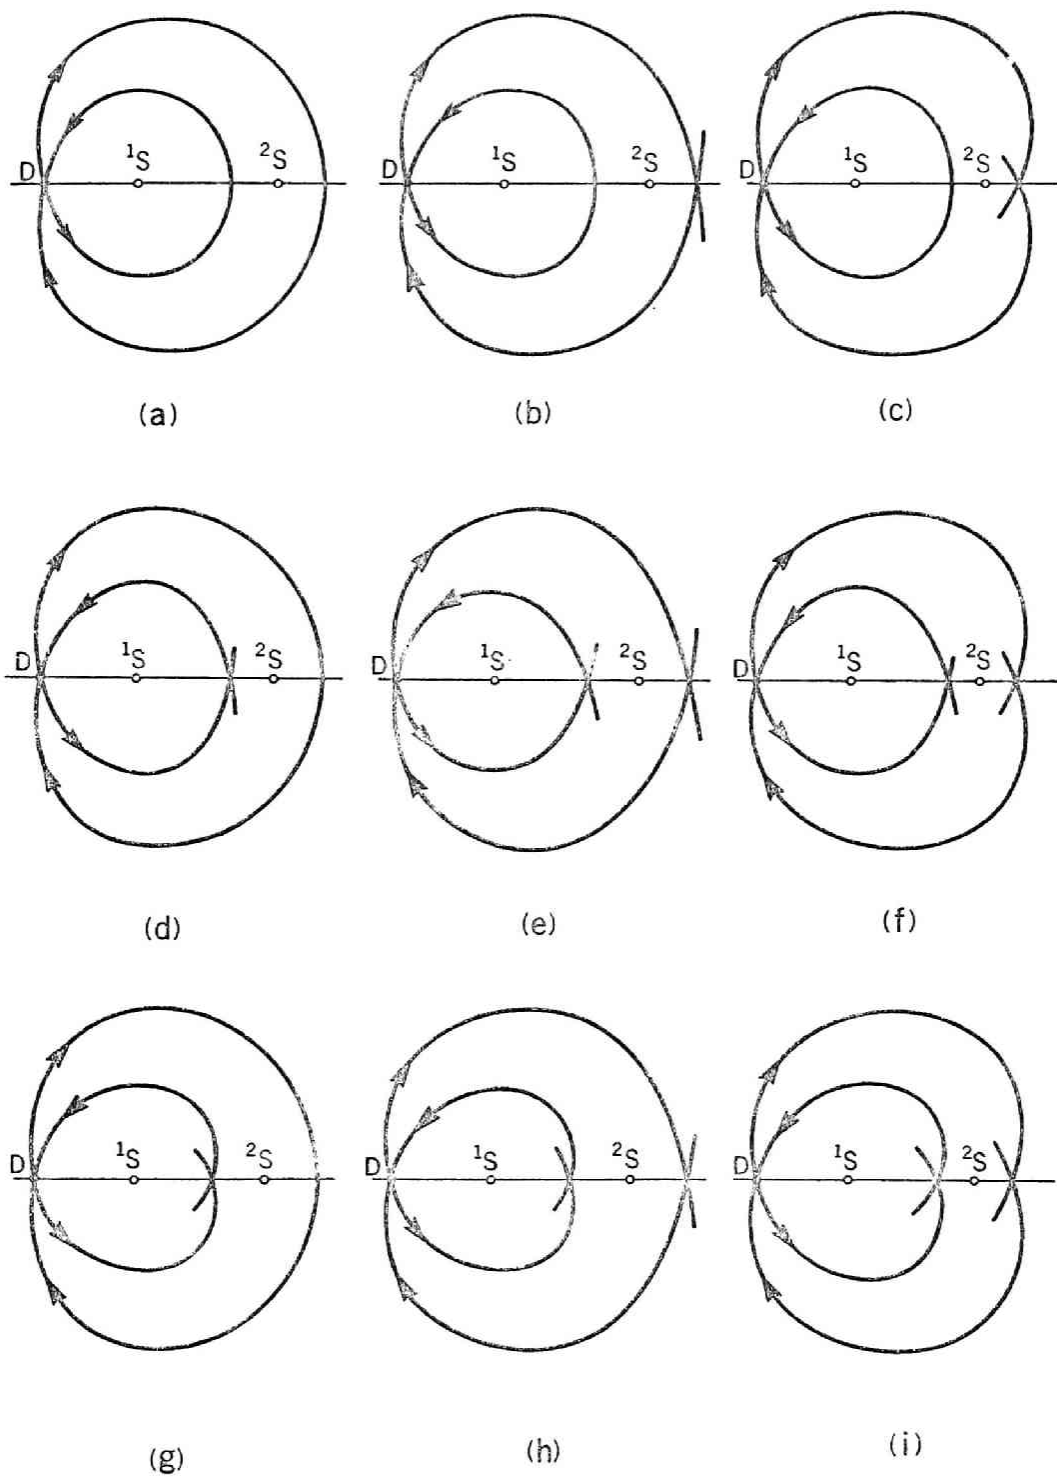 D ¹S ²S D ¹S ²S D ¹S ²S
(a) (b) (c)
D ¹S ²S D ¹S ²S D ¹S ²S
(d) (e) (f)
D ¹S ²S D ¹S ²S D ¹S ²S
(g) (h) (i)